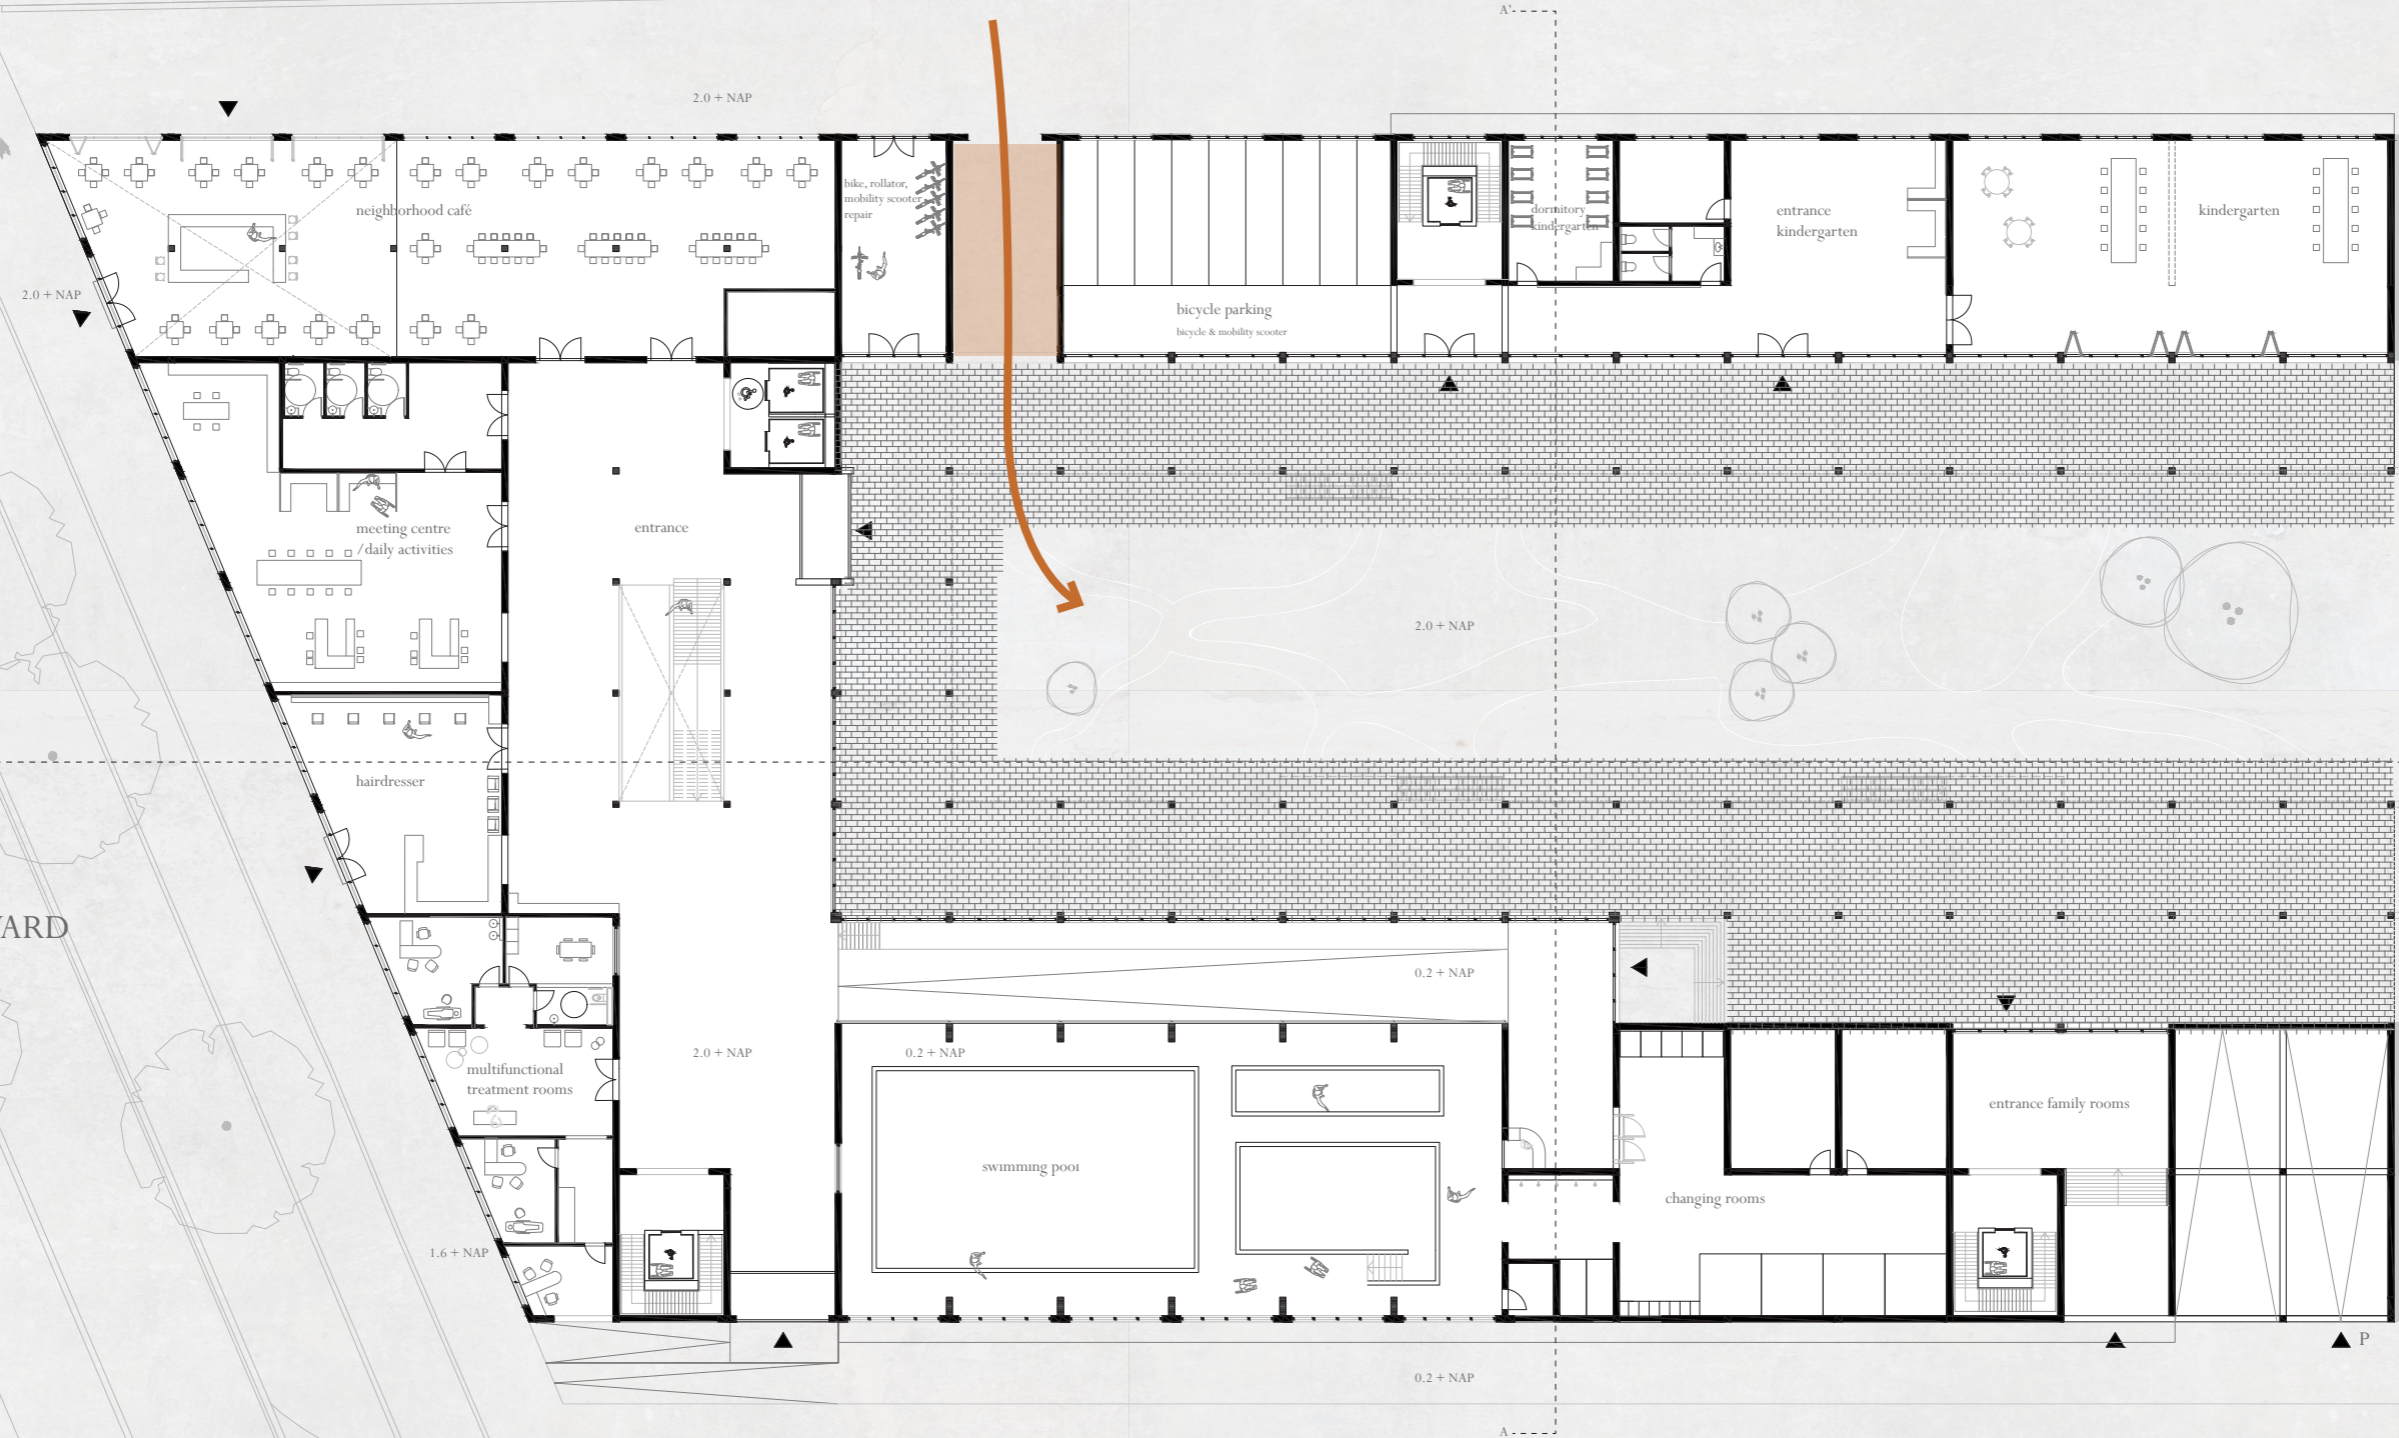 A'
2.0 + NAP
bike, rollator,
mobility scooter
repair
neighborhood café
dormitory
kindergarten
entrance
kindergarten
kindergarten
2.0 + NAP
bicycle parking
bicycle & mobility scooter
entrance
meeting centre
/daily activities
2.0 + NAP
hairdresser
ARD
0.2 + NAP
2.0 + NAP
0.2 + NAP
multifunctional
treatment rooms
entrance family rooms
swimming pool
changing rooms
1.6 + NAP
P
0.2 + NAP
A